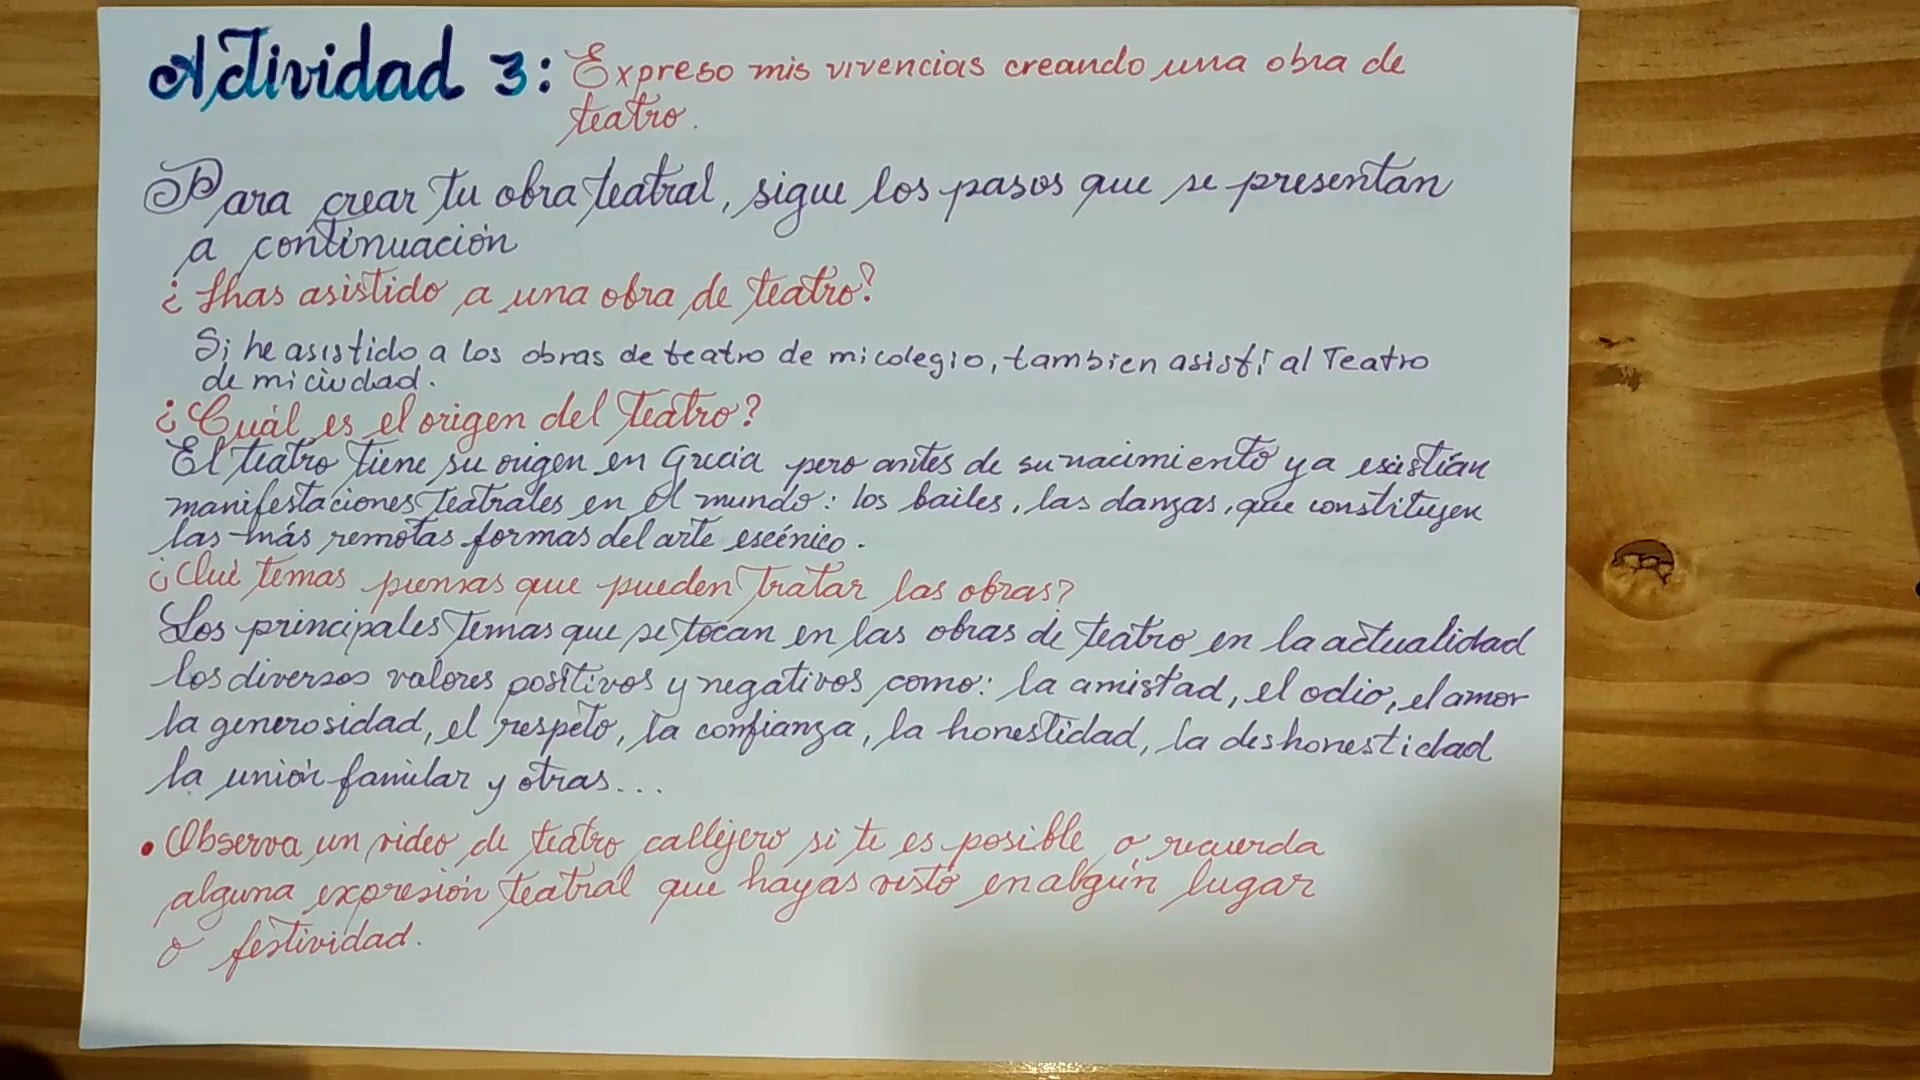 Actividad 3: Expreso mis vivencias creando una obra de
teatro.
Para crear tu obra teatral, sigue los pasos que se presentan
a continuación
¿Has asistido a una obra de teatro?
Si he asistido a los obras de teatro de mi colegio, tambien asistí al Teatro
de mi ciudad.
¿Cuál es el origen del teatro?
El teatro tiene su origen en Grecia pero antes de su nacimiento ya existían
manifestaciones teatrales en el mundo: los bailes, las danzas, que constituyen
las más remotas formas del arte escénico.
¿Qué temas piensas que pueden tratar las obras?
Los principales temas que se tocan en las obras de teatro en la actualidad
los diversos valores positivos y negativos como: la amistad, el odio, el amor
la generosidad, el respeto, la confianza, la honestidad, la deshonestidad
la unión familar y otras...
• Observa un video de teatro callejero si te es posible o recuerda
alguna expresión teatral que hayas visto en algún lugar
o festividad.